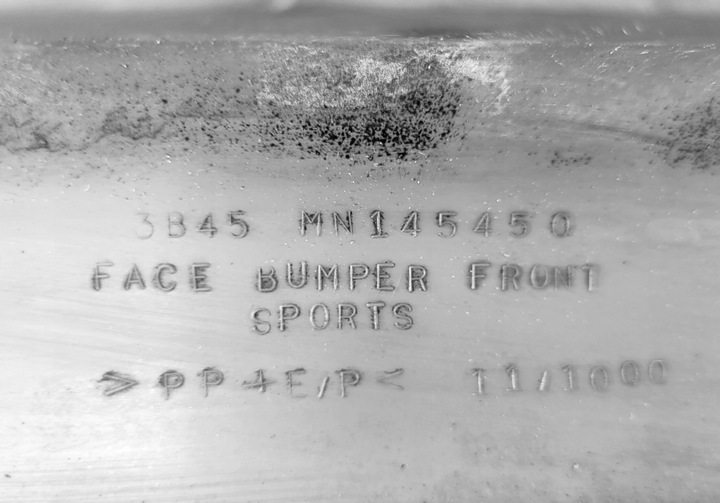 3B45 MN145450
FACE BUMPER FRONT
SPORTS
>PP+E/P< 11/1000